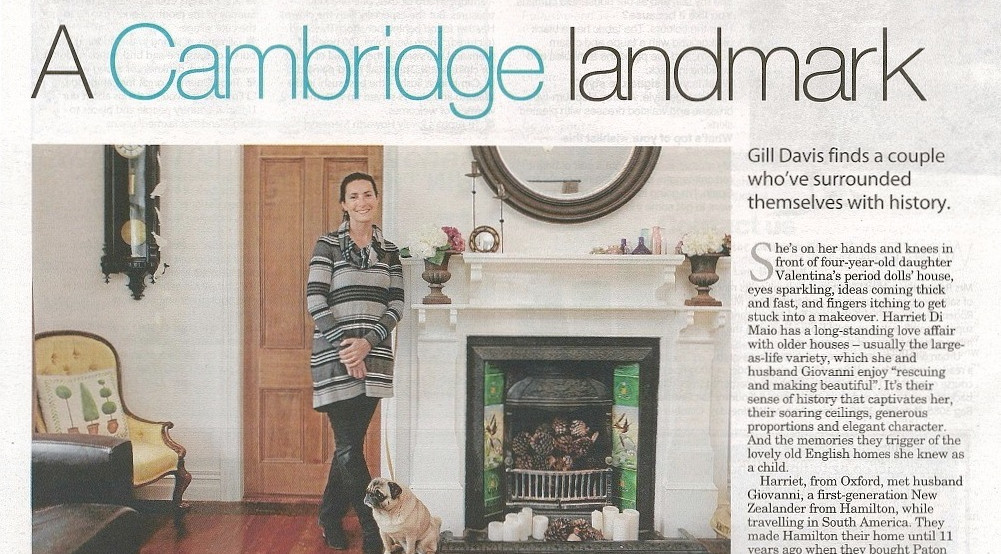 A Cambridge landmark
Gill Davis finds a couple
who've surrounded
themselves with history.
She's on her hands and knees in
front of four-year-old daughter
Valentina's period dolls' house,
eyes sparkling, ideas coming thick
and fast, and fingers itching to get
stuck into a makeover. Harriet Di
Maio has a long-standing love affair
with older houses – usually the large-
as-life variety, which she and
husband Giovanni enjoy “rescuing
and making beautiful”. It's their
sense of history that captivates her,
their soaring ceilings, generous
proportions and elegant character.
And the memories they trigger of the
lovely old English homes she knew as
a child.
Harriet, from Oxford, met husband
Giovanni, a first-generation New
Zealander from Hamilton, while
travelling in South America. They
made Hamilton their home until 11
years ago when they bought Paton